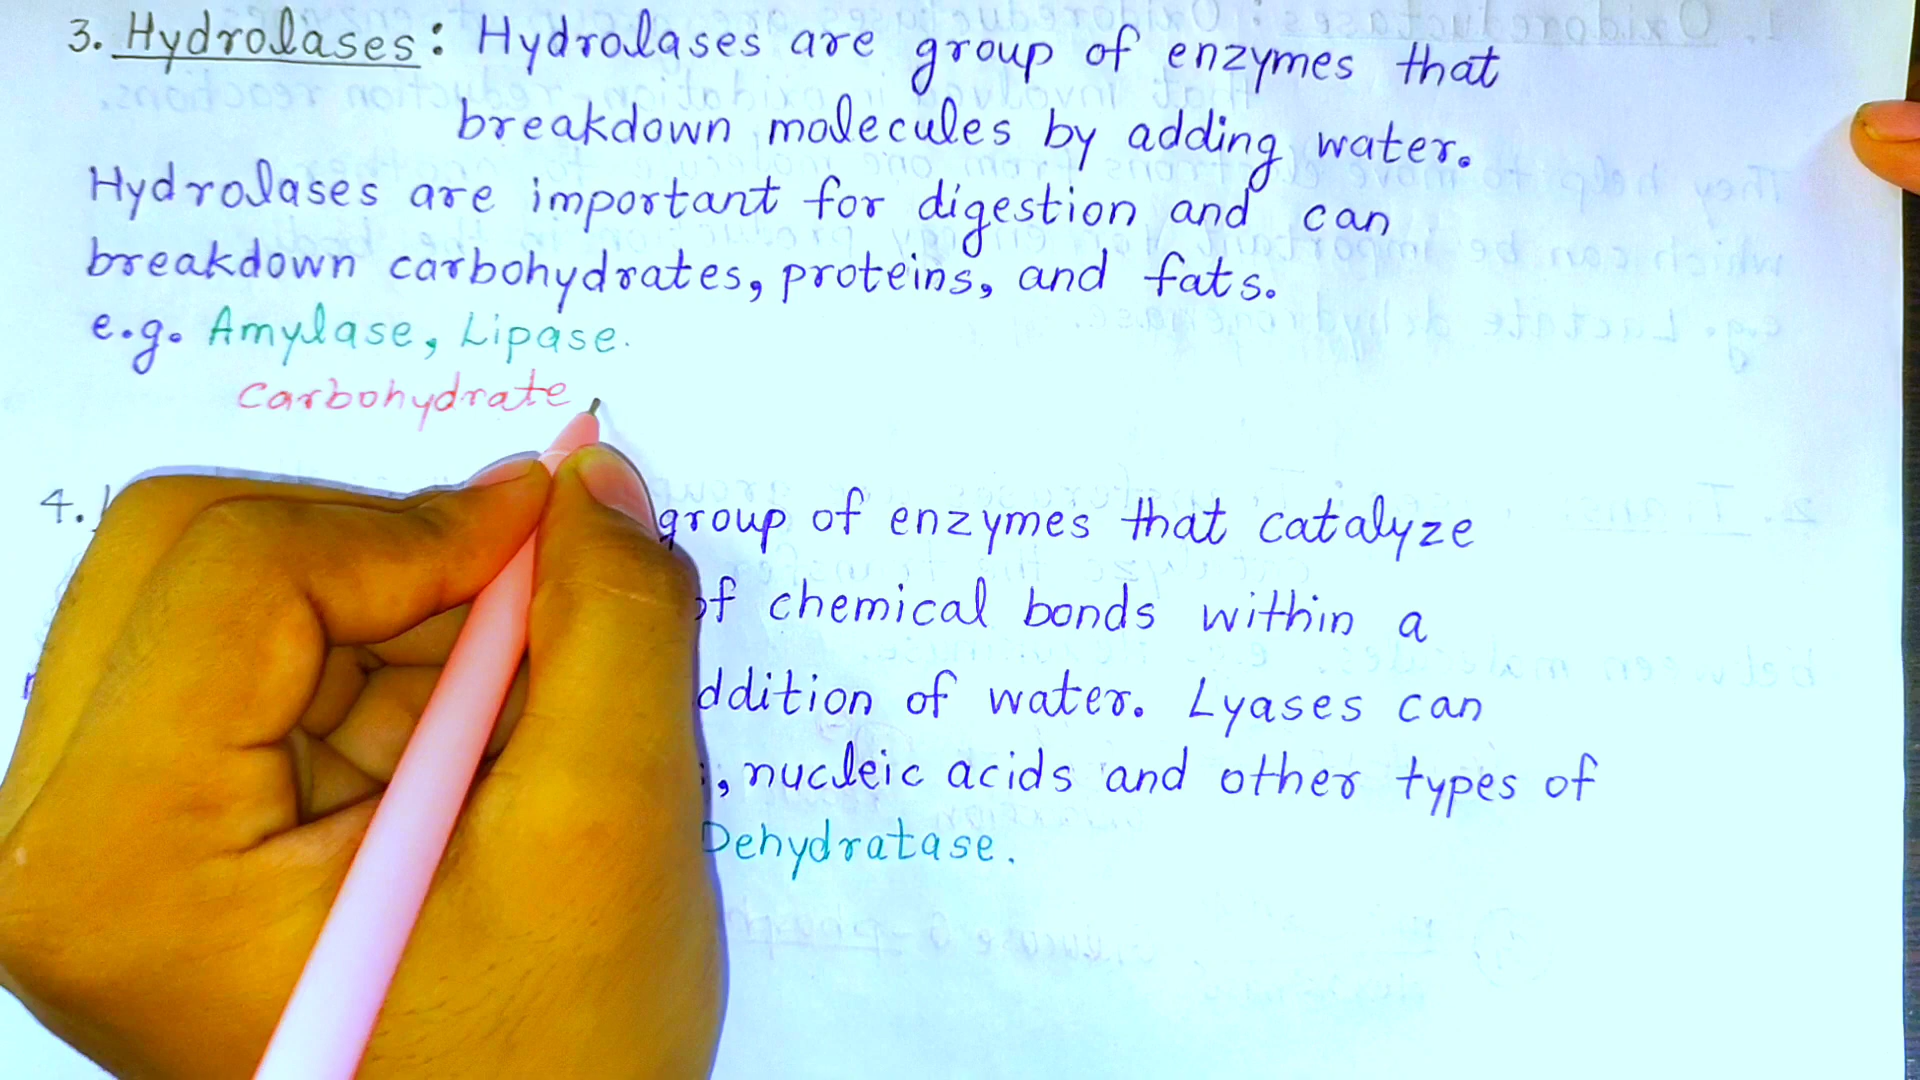 3. Hydrolases: Hydrolases are group of enzymes that
breakdown molecules by adding water.
Hydrolases are important for digestion and can
breakdown carbohydrates, proteins, and fats.
e.g. Amylase, Lipase.
Carbohydrate
4. group of enzymes that catalyze
of chemical bonds within a
ddition of water. Lyases can
, nucleic acids and other types of
Dehydratase.